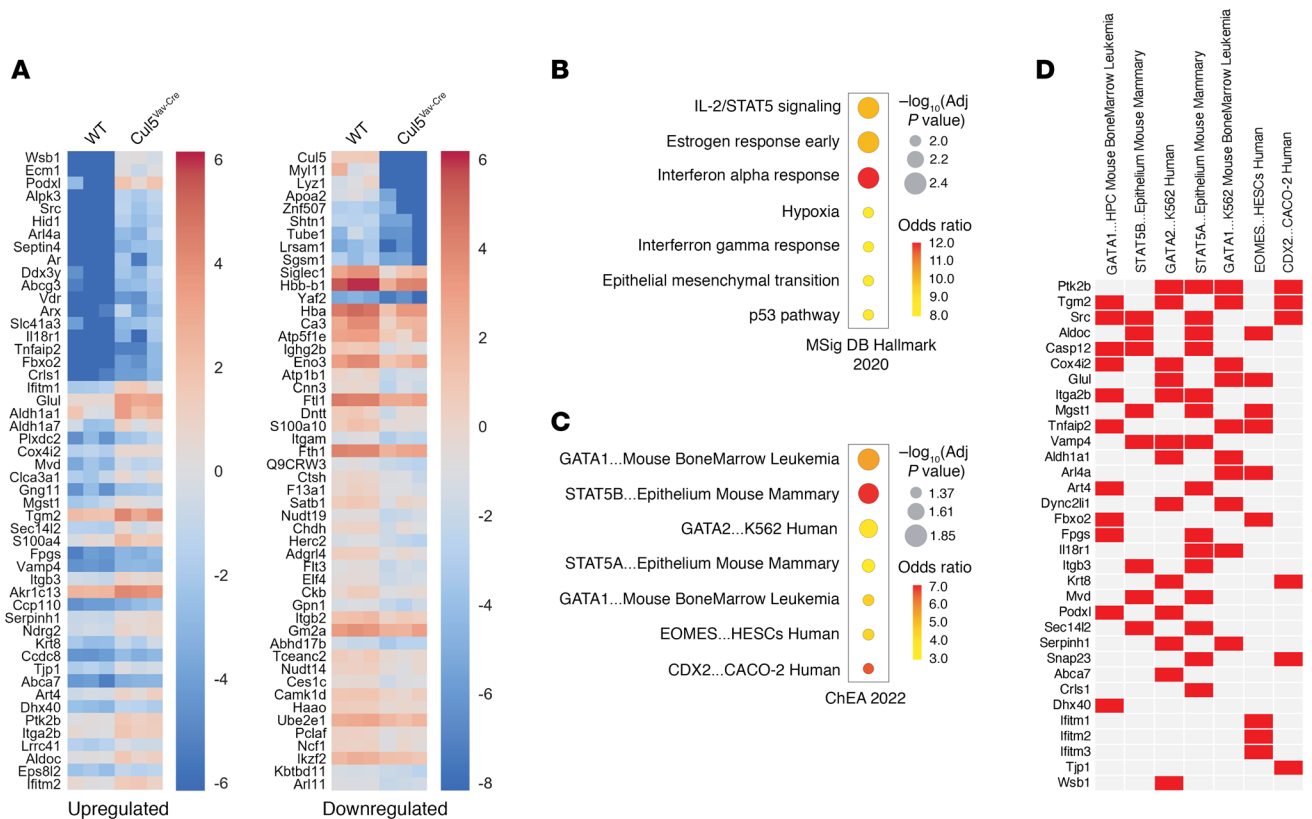 A
WT
Cul5Vav-Cre
Wsb1
Ecm1
Podxl
Alpk3
Src
Hid1
Arl4a
Septin4
Ar
Ddx3y
Abcg3
Vdr
Arx
Slc41a3
Il18r1
Tnfaip2
Fbxo2
Crls1
Ifitm1
Glul
Aldh1a1
Aldh1a7
Plxdc2
Cox4i2
Mvd
Clca3a1
Gng11
Mgst1
Tgm2
Sec14l2
S100a4
Fpgs
Vamp4
Itgb3
Akr1c13
Ccp110
Serpinh1
Ndrg2
Krt8
Ccdc8
Tjp1
Abca7
Art4
Dhx40
Ptk2b
Itga2b
Lrrc41
Aldoc
Eps8l2
Ifitm2
6
4
2
0
-2
-4
-6
Upregulated
WT
Cul5Vav-Cre
Cul5
Myl11
Lyz1
Apoa2
Znf507
Shtn1
Tube1
Lrsam1
Sgsm1
Siglec1
Hbb-b1
Yaf2
Hba
Ca3
Atp5f1e
Ighg2b
Eno3
Atp1b1
Cnn3
Ftl1
Dntt
S100a10
Itgam
Fth1
Q9CRW3
Ctsh
F13a1
Satb1
Nudt19
Chdh
Herc2
Adgrl4
Flt3
Elf4
Ckb
Gpn1
Itgb2
Gm2a
Abhd17b
Tceanc2
Nudt14
Ces1c
Camk1d
Haao
Ube2e1
Pclaf
Ncf1
Ikzf2
Kbtbd11
Arl11
6
4
2
0
-2
-4
-6
-8
Downregulated
B
IL-2/STAT5 signaling
Estrogen response early
Interferon alpha response
Hypoxia
Interferron gamma response
Epithelial mesenchymal transition
p53 pathway
MSig DB Hallmark
2020
–log10(Adj
P value)
2.0
2.2
2.4
Odds ratio
12.0
11.0
10.0
9.0
8.0
C
GATA1...Mouse BoneMarrow Leukemia
STAT5B...Epithelium Mouse Mammary
GATA2...K562 Human
STAT5A...Epithelium Mouse Mammary
GATA1...Mouse BoneMarrow Leukemia
EOMES...HESCs Human
CDX2...CACO-2 Human
ChEA 2022
–log10(Adj
P value)
1.37
1.61
1.85
Odds ratio
7.0
6.0
5.0
4.0
3.0
D
GATA1...HPC Mouse BoneMarrow Leukemia
STAT5B...Epithelium Mouse Mammary
GATA2...K562 Human
STAT5A...Epithelium Mouse Mammary
GATA1...K562 Mouse BoneMarrow Leukemia
EOMES...HESCs Human
CDX2...CACO-2 Human
Ptk2b
Tgm2
Src
Aldoc
Casp12
Cox4i2
Glul
Itga2b
Mgst1
Tnfaip2
Vamp4
Aldh1a1
Arl4a
Art4
Dync2li1
Fbxo2
Fpgs
Il18r1
Itgb3
Krt8
Mvd
Podxl
Sec14l2
Serpinh1
Snap23
Abca7
Crls1
Dhx40
Ifitm1
Ifitm2
Ifitm3
Tjp1
Wsb1